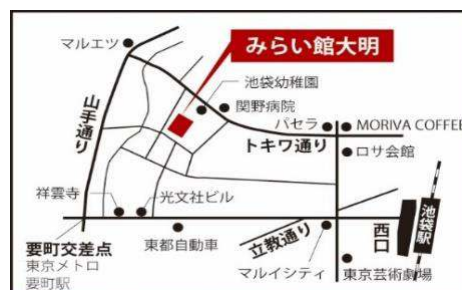 マルエツ
みらい館大明
池袋幼稚園
関野病院
山手通り
パセラ
MORIVA COFFEE
トキワ通り
ロサ会館
祥雲寺
光文社ビル
西口
池袋駅
要町交差点
東京メトロ
要町駅
東都自動車
立教通り
マルイシティ
東京芸術劇場